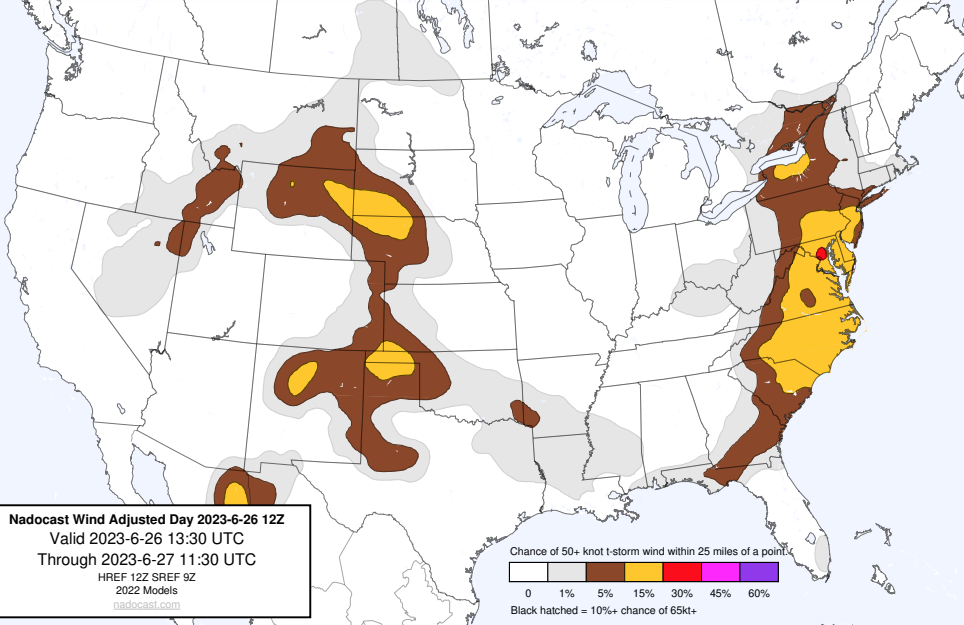 Nadocast Wind Adjusted Day 2023-6-26 12Z
Valid 2023-6-26 13:30 UTC
Through 2023-6-27 11:30 UTC
HREF 12Z SREF 9Z
2022 Models
nadocast.com
Chance of 50+ knot t-storm wind within 25 miles of a point.
0 1% 5% 15% 30% 45% 60%
Black hatched = 10%+ chance of 65kt+